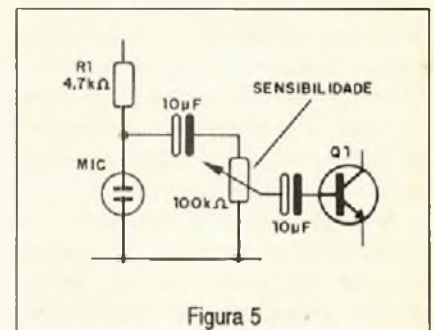 R1
4.7kΩ
10µF
SENSIBILIDADE
Q1
MIC
100kΩ
10µF
Figura 5